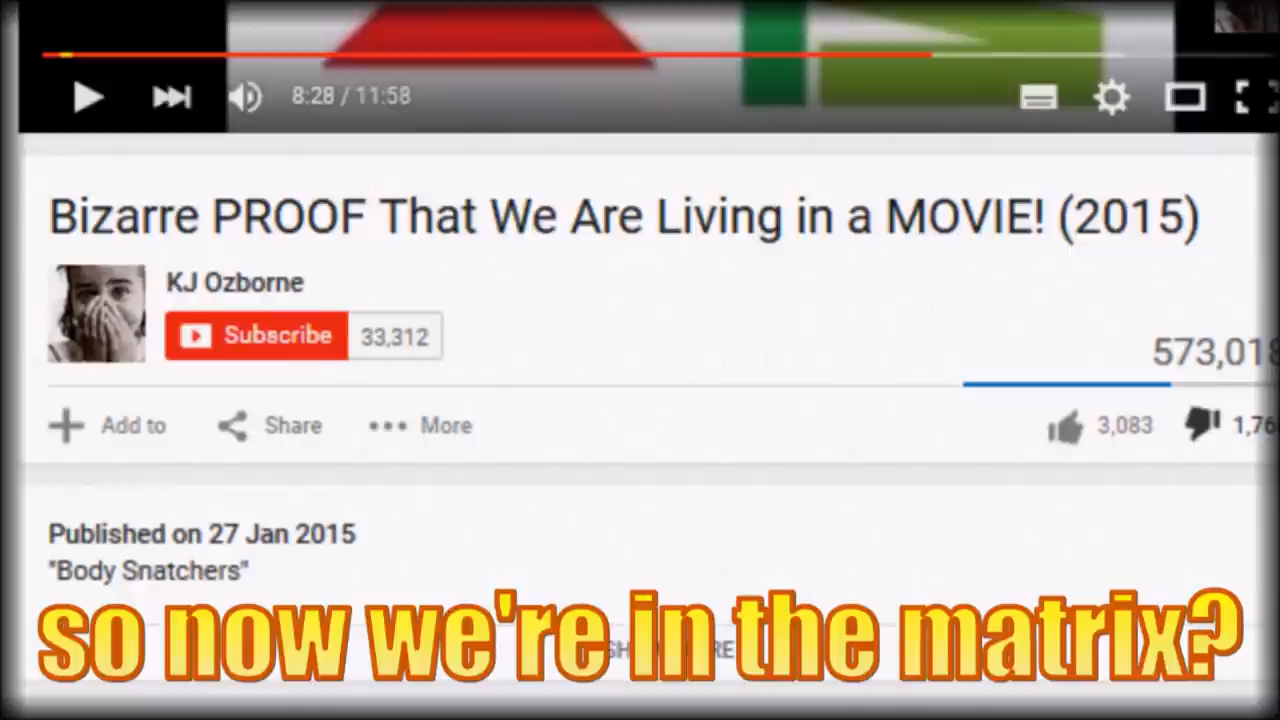 8:28 / 11:58
Bizarre PROOF That We Are Living in a MOVIE! (2015)
KJ Ozborne
Subscribe 33,312
573,018
Add to Share More 3,083
Published on 27 Jan 2015
"Body Snatchers"
so now we're in the matrix?